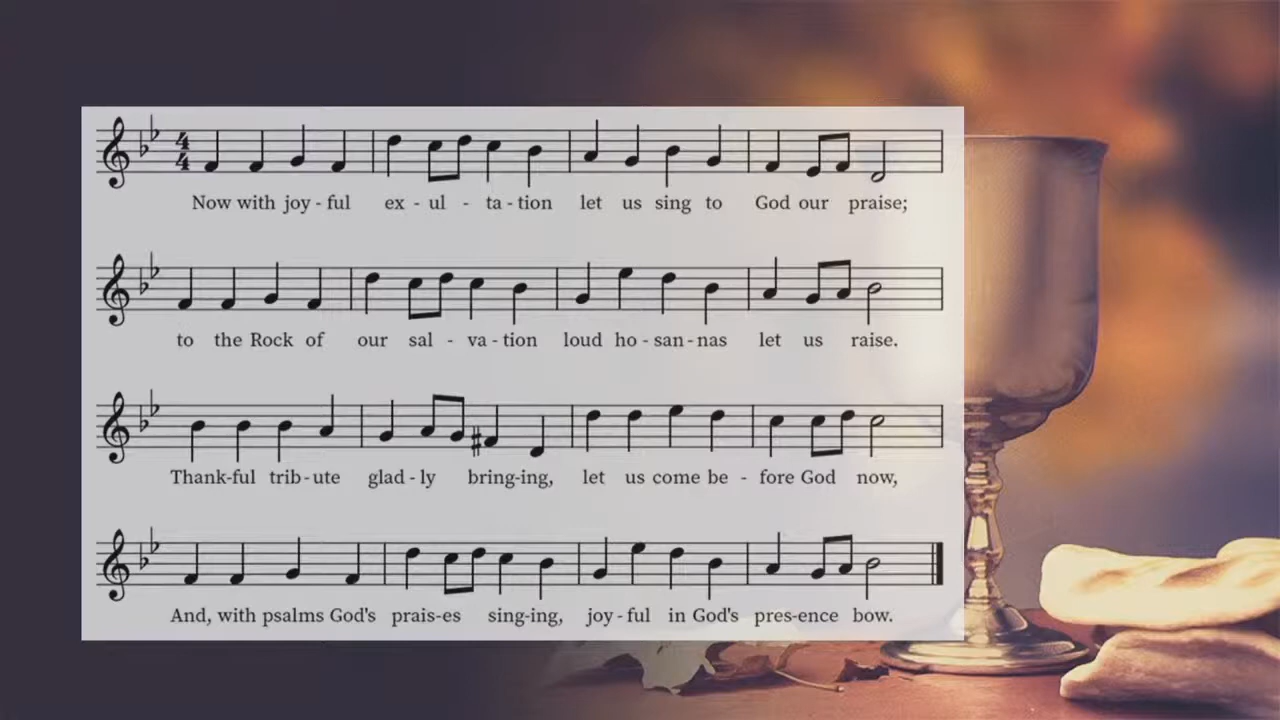 4
4
Now with joy - ful ex - ul - ta - tion let us sing to God our praise;
to the Rock of our sal - va - tion loud ho - san - nas let us raise.
Thank-ful trib - ute glad - ly bring-ing, let us come be - fore God now,
And, with psalms God's prais-es sing-ing, joy - ful in God's pres-ence bow.